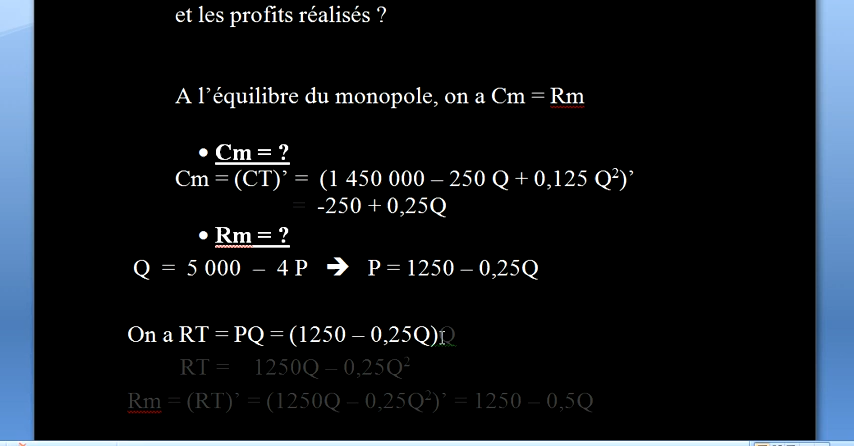 et les profits réalisés ?
A l’équilibre du monopole, on a Cm = Rm
• Cm = ?
Cm = (CT)’ = (1 450 000 – 250 Q + 0,125 Q²)’
= -250 + 0,25Q
• Rm = ?
Q = 5 000 – 4 P ➔ P = 1250 – 0,25Q
On a RT = PQ = (1250 – 0,25Q)Q
RT = 1250Q – 0,25Q²
Rm = (RT)’ = (1250Q – 0,25Q²)’ = 1250 – 0,5Q